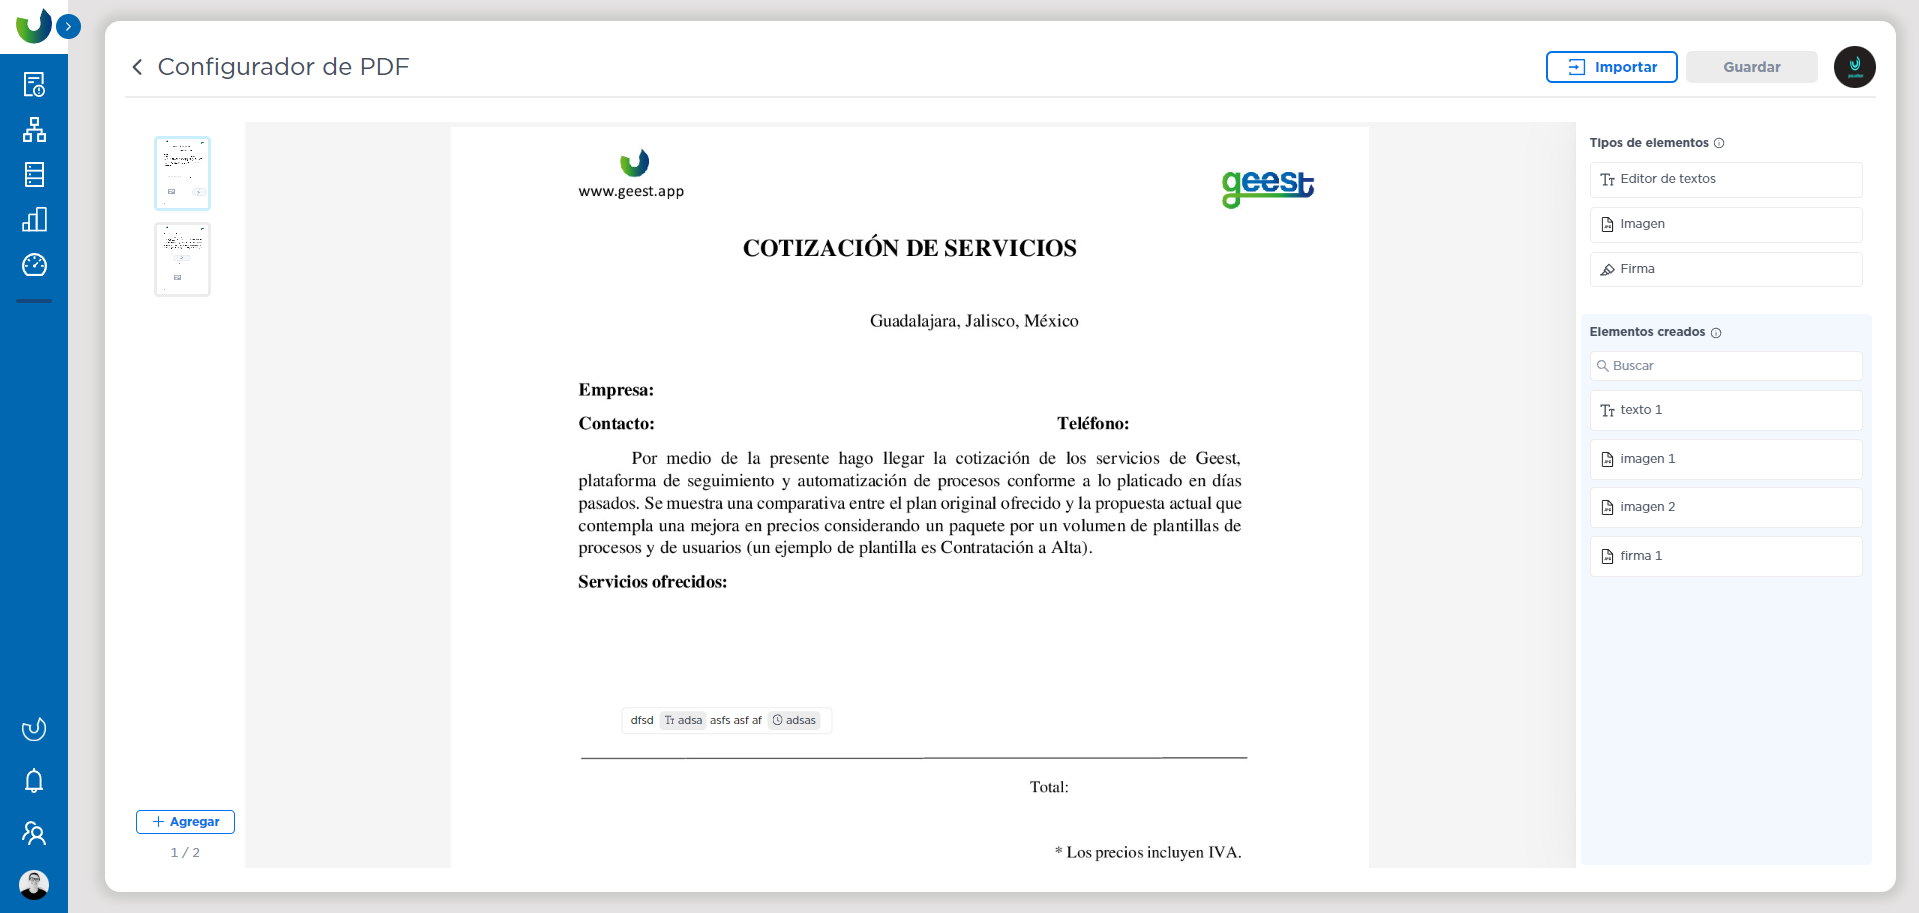 Configurador de PDF
Importar
Guardar
www.geest.app
geest
COTIZACIÓN DE SERVICIOS
Guadalajara, Jalisco, México
Empresa:
Contacto: Teléfono:
Por medio de la presente hago llegar la cotización de los servicios de Geest,
plataforma de seguimiento y automatización de procesos conforme a lo platicado en días
pasados. Se muestra una comparativa entre el plan original ofrecido y la propuesta actual que
contempla una mejora en precios considerando un paquete por un volumen de plantillas de
procesos y de usuarios (un ejemplo de plantilla es Contratación a Alta).
Servicios ofrecidos:
dfsd Tт adsa asfs asf af adsas
Total:
* Los precios incluyen IVA.
Agregar
1 / 2
Tipos de elementos
Editor de textos
Imagen
Firma
Elementos creados
Buscar
texto 1
imagen 1
imagen 2
firma 1